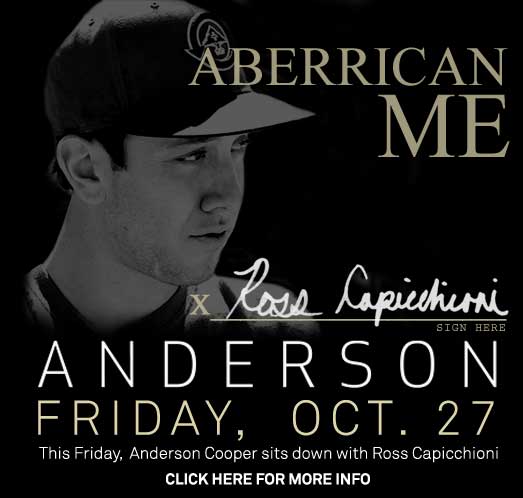 ABERRICAN
ME
x Ross Capicchioni
SIGN HERE
ANDERSON
FRIDAY, OCT. 27
This Friday, Anderson Cooper sits down with Ross Capicchioni
CLICK HERE FOR MORE INFO